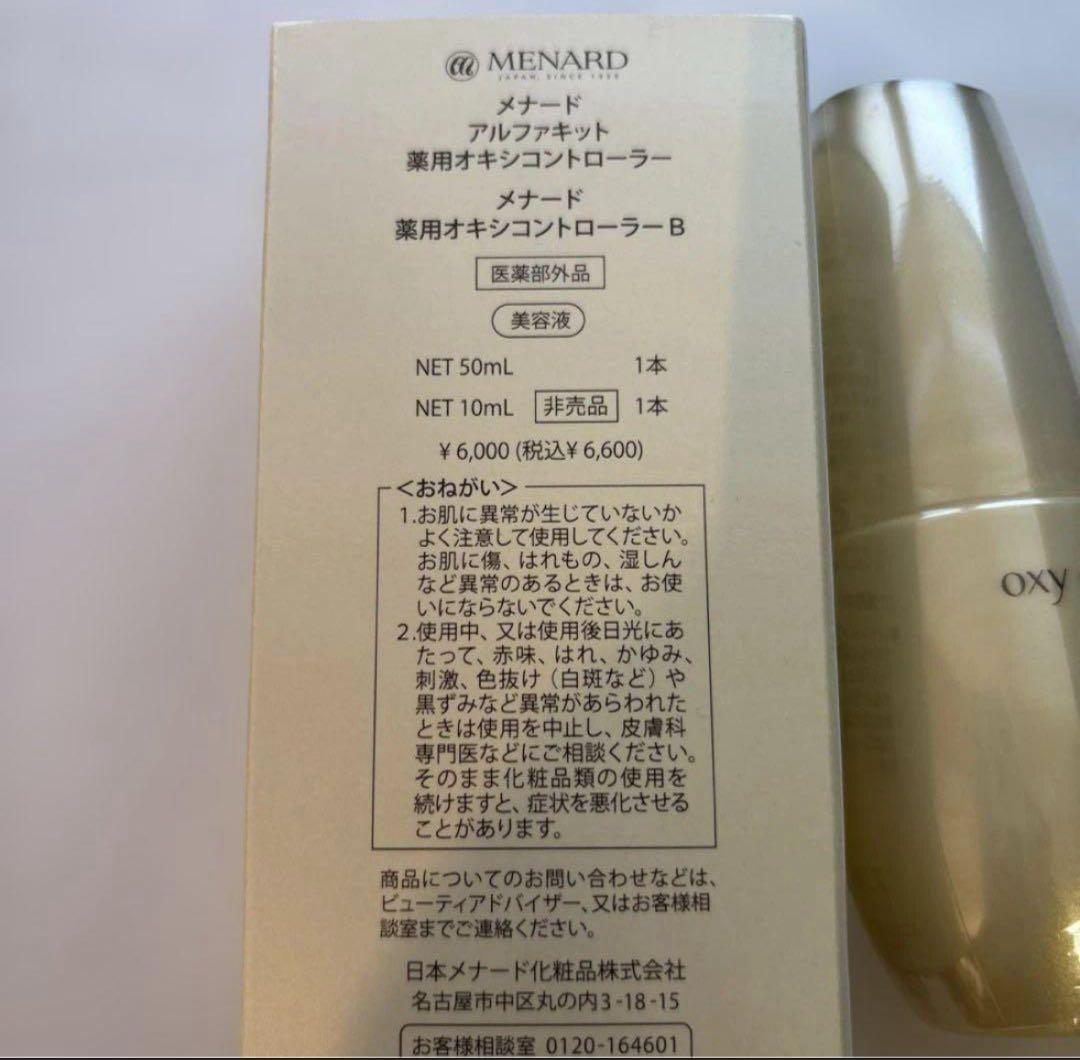 MENARD
JAPAN, SINCE 1959
メナード
アルファキット
薬用オキシコントローラー
メナード
薬用オキシコントローラー B
医薬部外品
美容液
NET 50mL 1本
NET 10mL 非売品 1本
¥ 6,000 (税込¥ 6,600)
<おねがい>
1.お肌に異常が生じていないか
よく注意して使用してください。
お肌に傷、はれもの、湿しん
など異常のあるときは、お使
いにならないでください。
2.使用中、又は使用後日光にあ
たって、赤味、はれ、かゆみ、
刺激、色抜け（白斑など）や
黒ずみなど異常があらわれた
ときは使用を中止し、皮膚科
専門医などにご相談ください。
そのまま化粧品類の使用を
続けますと、症状を悪化させる
ことがあります。
商品についてのお問い合わせなどは、
ビューティアドバイザー、又はお客様相
談室までご連絡ください。
日本メナード化粧品株式会社
名古屋市中区丸の内3-18-15
お客様相談室 0120-164601
oxy